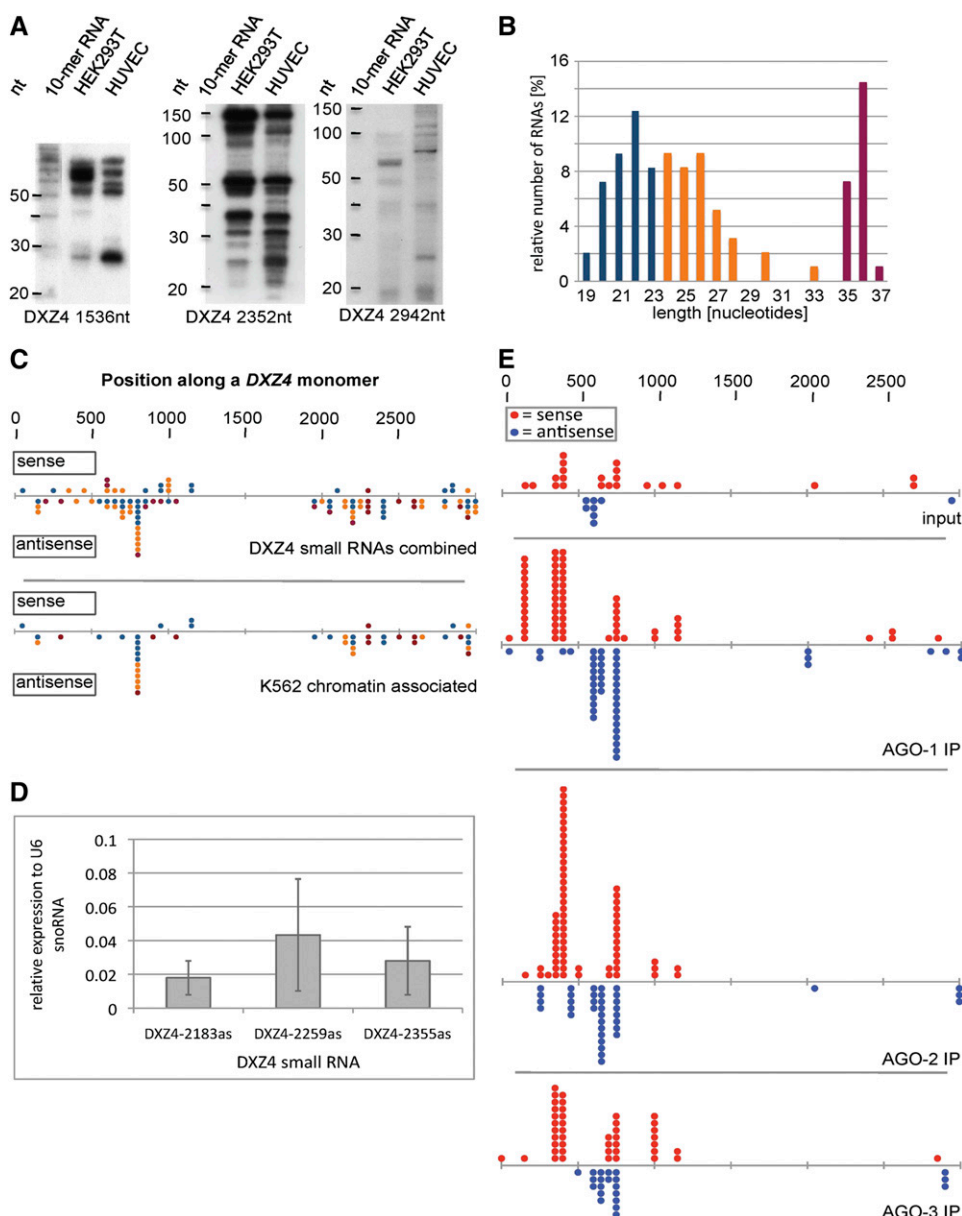 A
nt
10-mer RNA
HEK293T
HUVEC
50
30
20
DXZ4 1536nt
nt
10-mer RNA
HEK293T
HUVEC
150
100
50
30
20
DXZ4 2352nt
nt
10-mer RNA
HEK293T
HUVEC
150
100
50
30
20
DXZ4 2942nt
B
relative number of RNAs [%]
16
12
8
4
0
19 21 23 25 27 29 31 33 35 37
length [nucleotides]
C
Position along a DXZ4 monomer
0 500 1000 2000 2500
sense
antisense
DXZ4 small RNAs combined
sense
antisense
K562 chromatin associated
D
relative expression to U6
snoRNA
0.1
0.08
0.06
0.04
0.02
0
DXZ4-2183as DXZ4-2259as DXZ4-2355as
DXZ4 small RNA
E
0 500 1000 2000 2500
= sense
= antisense
input
AGO-1 IP
AGO-2 IP
AGO-3 IP